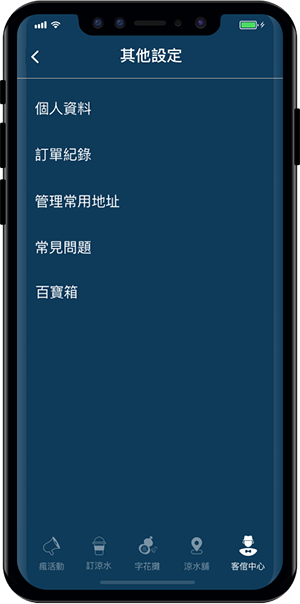 其他設定
個人資料
訂單紀錄
管理常用地址
常見問題
百寶箱
瘋活動
訂涼水
字花攤
涼水舖
客信中心